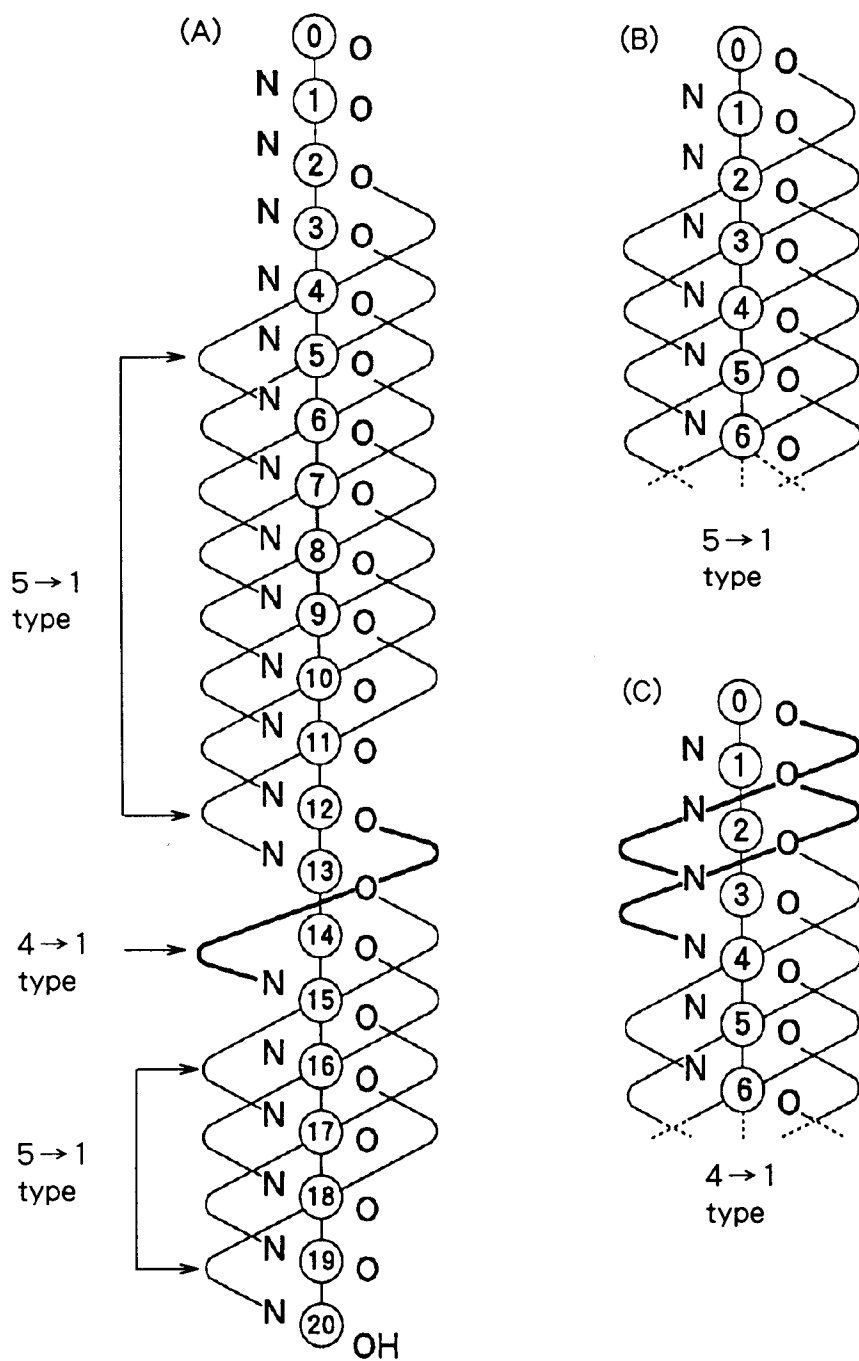 (A)
0 O
N 1 O
N 2 O
N 3 O
N 4 O
N 5 O
N 6 O
N 7 O
N 8 O
N 9 O
N 10 O
N 11 O
N 12 O
N 13 O
N 14 O
N 15 O
N 16 O
N 17 O
N 18 O
N 19 O
N 20 OH
5→1
type
4→1
type
5→1
type
(B)
0 O
N 1 O
N 2 O
N 3 O
N 4 O
N 5 O
N 6 O
5→1
type
(C)
0 O
N 1 O
N 2 O
N 3 O
N 4 O
N 5 O
N 6 O
4→1
type